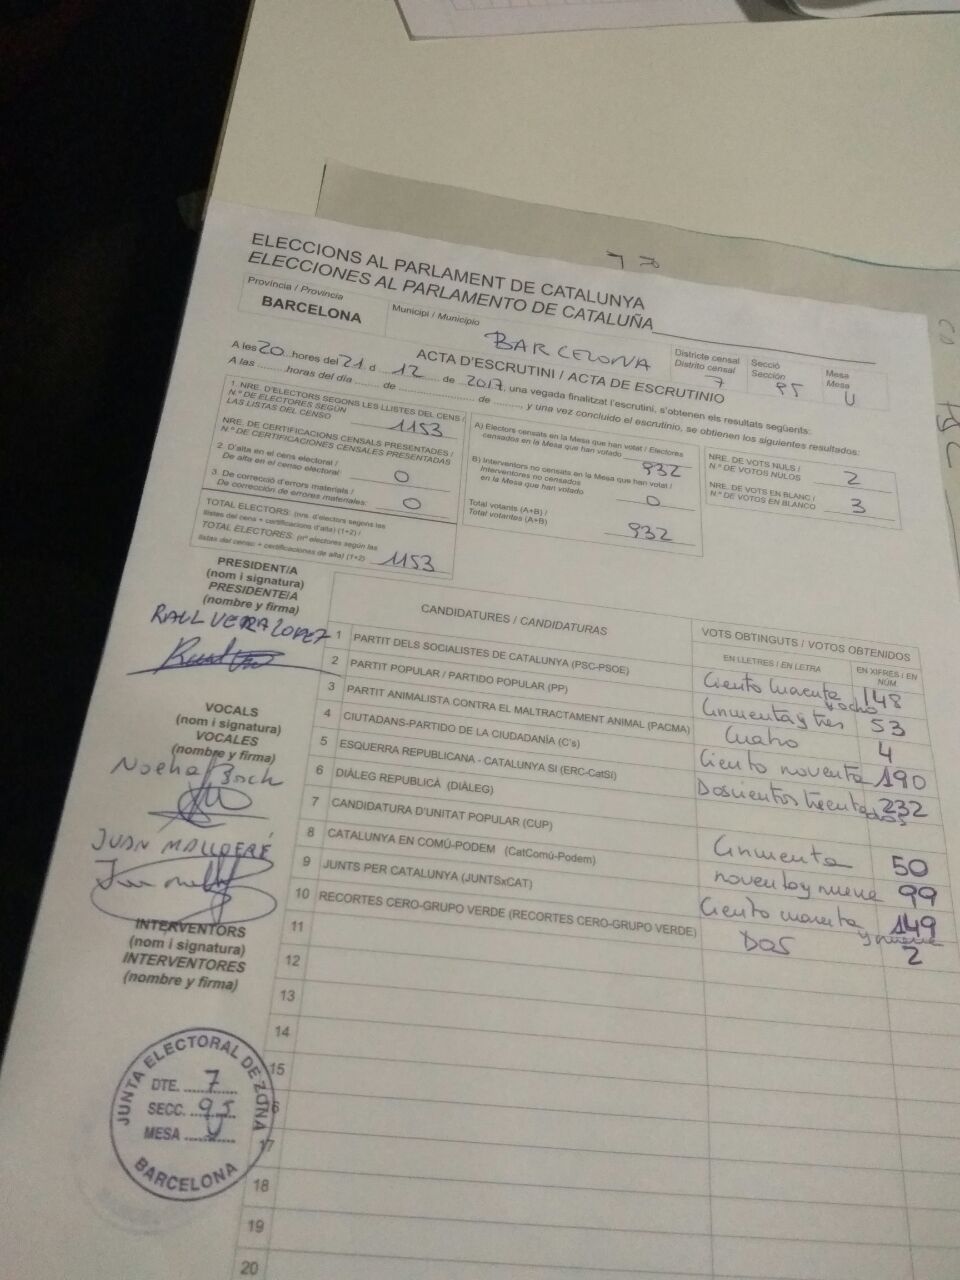 ELECCIONS AL PARLAMENT DE CATALUNYA
ELECCIONES AL PARLAMENTO DE CATALUÑA
Província / Provincia
BARCELONA
Municipi / Municipio
BARCELONA
Districte censal
Distrito censal
7
Secció
Sección
95
Mesa
Mesa
U
ACTA D'ESCRUTINI / ACTA DE ESCRUTINIO
A les 20 hores del 21 d 12 de 2017, una vegada finalitzat l'escrutini, s'obtenen els resultats següents:
A las ........ horas del día ...... de .................... de ........, y una vez concluido el escrutinio, se obtienen los siguientes resultados:
1. NRE. D'ELECTORS SEGONS LES LLISTES DEL CENS /
N.º DE ELECTORES SEGÚN
LAS LISTAS DEL CENSO
1153
NRE. DE CERTIFICACIONS CENSALS PRESENTADES /
N.º DE CERTIFICACIONES CENSALES PRESENTADAS
2. D'alta en el cens electoral /
De alta en el censo electoral:
0
3. De correcció d'errors materials /
De corrección de errores materiales:
0
TOTAL ELECTORS: (nre. d'electors segons les
llistes del cens + certificacions d'alta) (1+2) /
TOTAL ELECTORES: (nº electores según las
listas del censo + certificaciones de alta) (1+2)
1153
A) Electors censats en la Mesa que han votat / Electores
censados en la Mesa que han votado
932
B) Interventors no censats en la Mesa que han votat /
Interventores no censados
en la Mesa que han votado
0
Total votants (A+B) /
Total votantes (A+B)
932
NRE. DE VOTS NULS /
N.º DE VOTOS NULOS
2
NRE. DE VOTS EN BLANC /
N.º DE VOTOS EN BLANCO
3
PRESIDENT/A
(nom i signatura)
PRESIDENTE/A
(nombre y firma)
RAUL VERA LOPEZ
VOCALS
(nom i signatura)
VOCALES
(nombre y firma)
JUAN
INTERVENTORS
(nom i signatura)
INTERVENTORES
(nombre y firma)
CANDIDATURES / CANDIDATURAS
VOTS OBTINGUTS / VOTOS OBTENIDOS
EN LLETRES / EN LETRA
EN XIFRES / EN NÚM.
1 PARTIT DELS SOCIALISTES DE CATALUNYA (PSC-PSOE) Ciento cuarenta y ocho 148
2 PARTIT POPULAR / PARTIDO POPULAR (PP) Cincuenta y tres 53
3 PARTIT ANIMALISTA CONTRA EL MALTRACTAMENT ANIMAL (PACMA) Cuatro 4
4 CIUTADANS-PARTIDO DE LA CIUDADANÍA (C's) Ciento noventa 190
5 ESQUERRA REPUBLICANA - CATALUNYA SÍ (ERC-CatSí) Doscientos treenta dos 232
6 DIÀLEG REPUBLICÀ (DIÀLEG)
7 CANDIDATURA D'UNITAT POPULAR (CUP) Cincuenta 50
8 CATALUNYA EN COMÚ-PODEM (CatComú-Podem) noventa y nueve 99
9 JUNTS PER CATALUNYA (JUNTSxCAT) Ciento cuarenta y nueve 149
10 RECORTES CERO-GRUPO VERDE (RECORTES CERO-GRUPO VERDE) Dos 2
11
12
13
14
15
16
17
18
19
20
JUNTA ELECTORAL DE ZONA
DTE. 7
SECC. 95
MESA U
BARCELONA